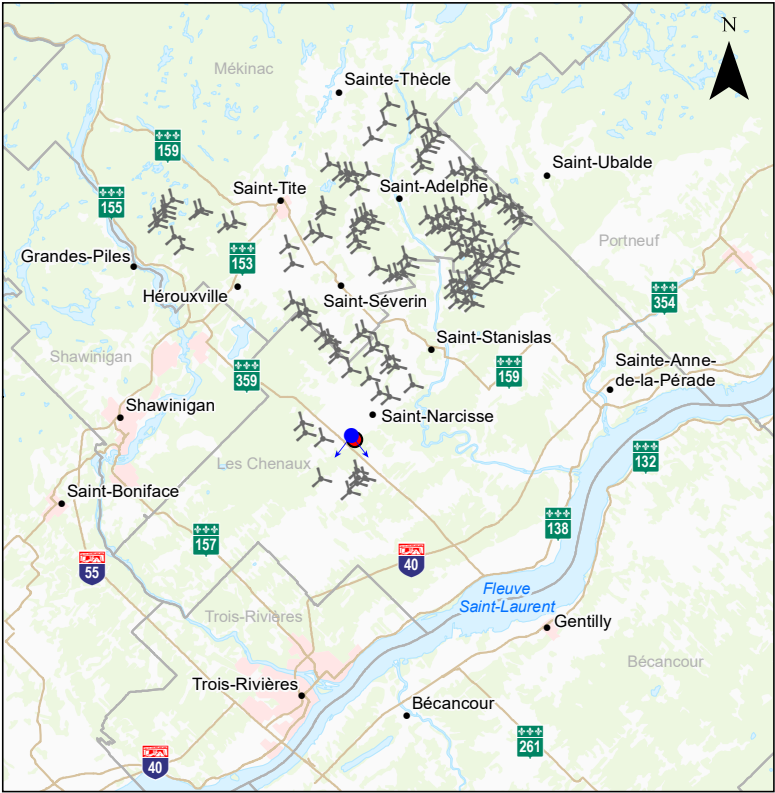 N
Mékinac
Sainte-Thècle
159
Saint-Ubalde
Saint-Tite
Saint-Adelphe
155
Portneuf
Grandes-Piles
153
Hérouxville
Saint-Séverin
354
Saint-Stanislas
Shawinigan
Sainte-Anne-
de-la-Pérade
359
159
Shawinigan
Saint-Narcisse
132
Les Chenaux
Saint-Boniface
138
157
40
55
Fleuve
Saint-Laurent
Trois-Rivières
Gentilly
Bécancour
Trois-Rivières
Bécancour
261
40